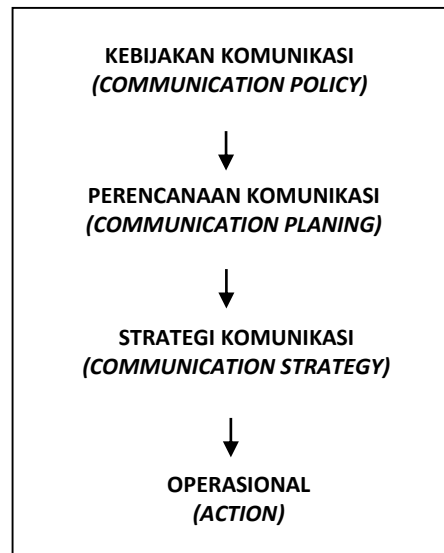 KEBIJAKAN KOMUNIKASI
(COMMUNICATION POLICY)
PERENCANAAN KOMUNIKASI
(COMMUNICATION PLANING)
STRATEGI KOMUNIKASI
(COMMUNICATION STRATEGY)
OPERASIONAL
(ACTION)